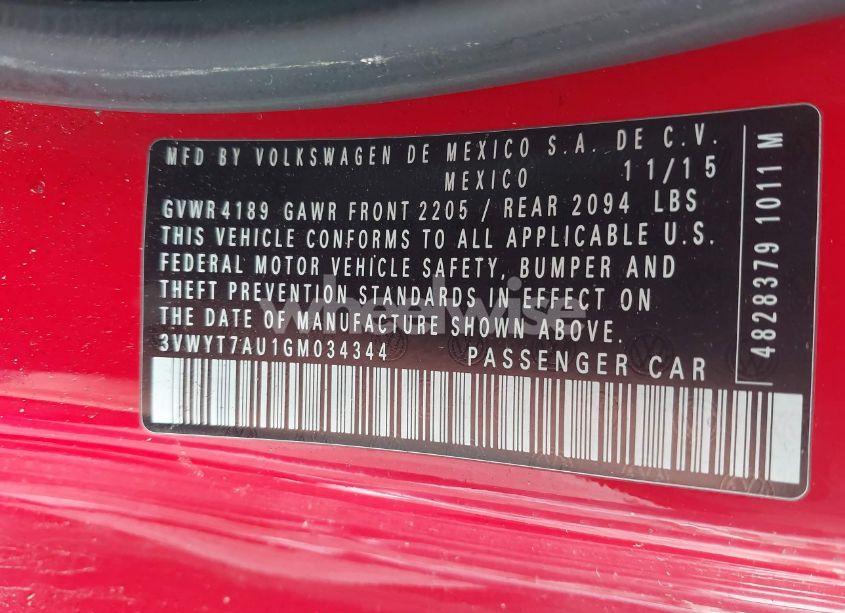 MFD BY VOLKSWAGEN DE MEXICO S.A. DE C.V.
MEXICO 11/15
GVWR 4189 GAWR FRONT 2205 / REAR 2094 LBS
THIS VEHICLE CONFORMS TO ALL APPLICABLE U.S.
FEDERAL MOTOR VEHICLE SAFETY, BUMPER AND
THEFT PREVENTION STANDARDS IN EFFECT ON
THE DATE OF MANUFACTURE SHOWN ABOVE.
3VWYT7AU1GM034344 PASSENGER CAR
4828379 1011 M
wheelwise